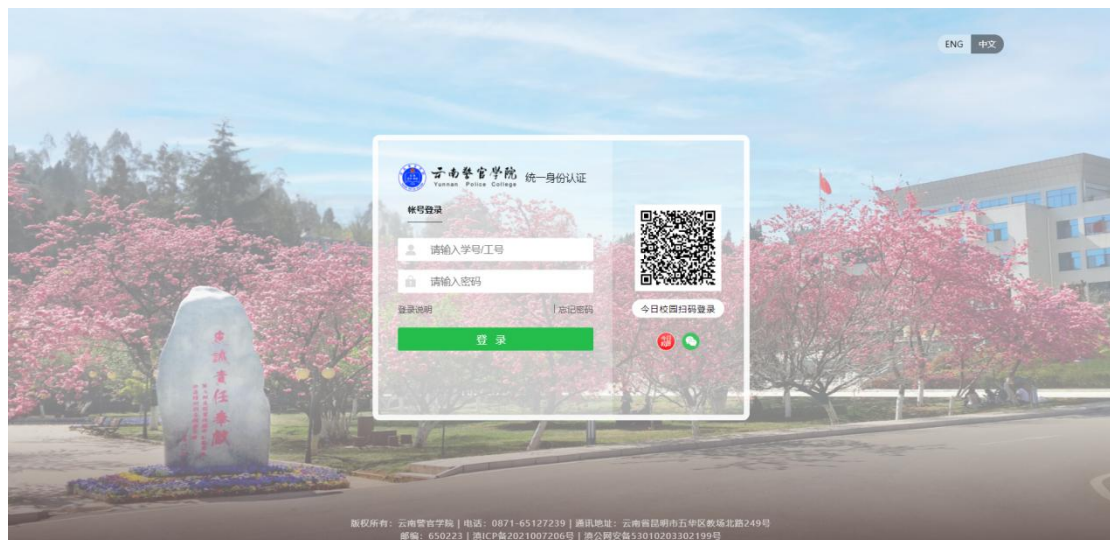 ENG 中文
云南警官学院 统一身份认证
Yunnan Police College
帐号登录
请输入学号/工号
请输入密码
登录说明 | 忘记密码
登 录
今日校园扫码登录
忠诚责任奉献
版权所有：云南警官学院 | 电话：0871-65127239 | 通讯地址：云南省昆明市五华区教场北路249号
邮编：650223 | 滇ICP备2021007206号 | 滇公网安备53010203302199号